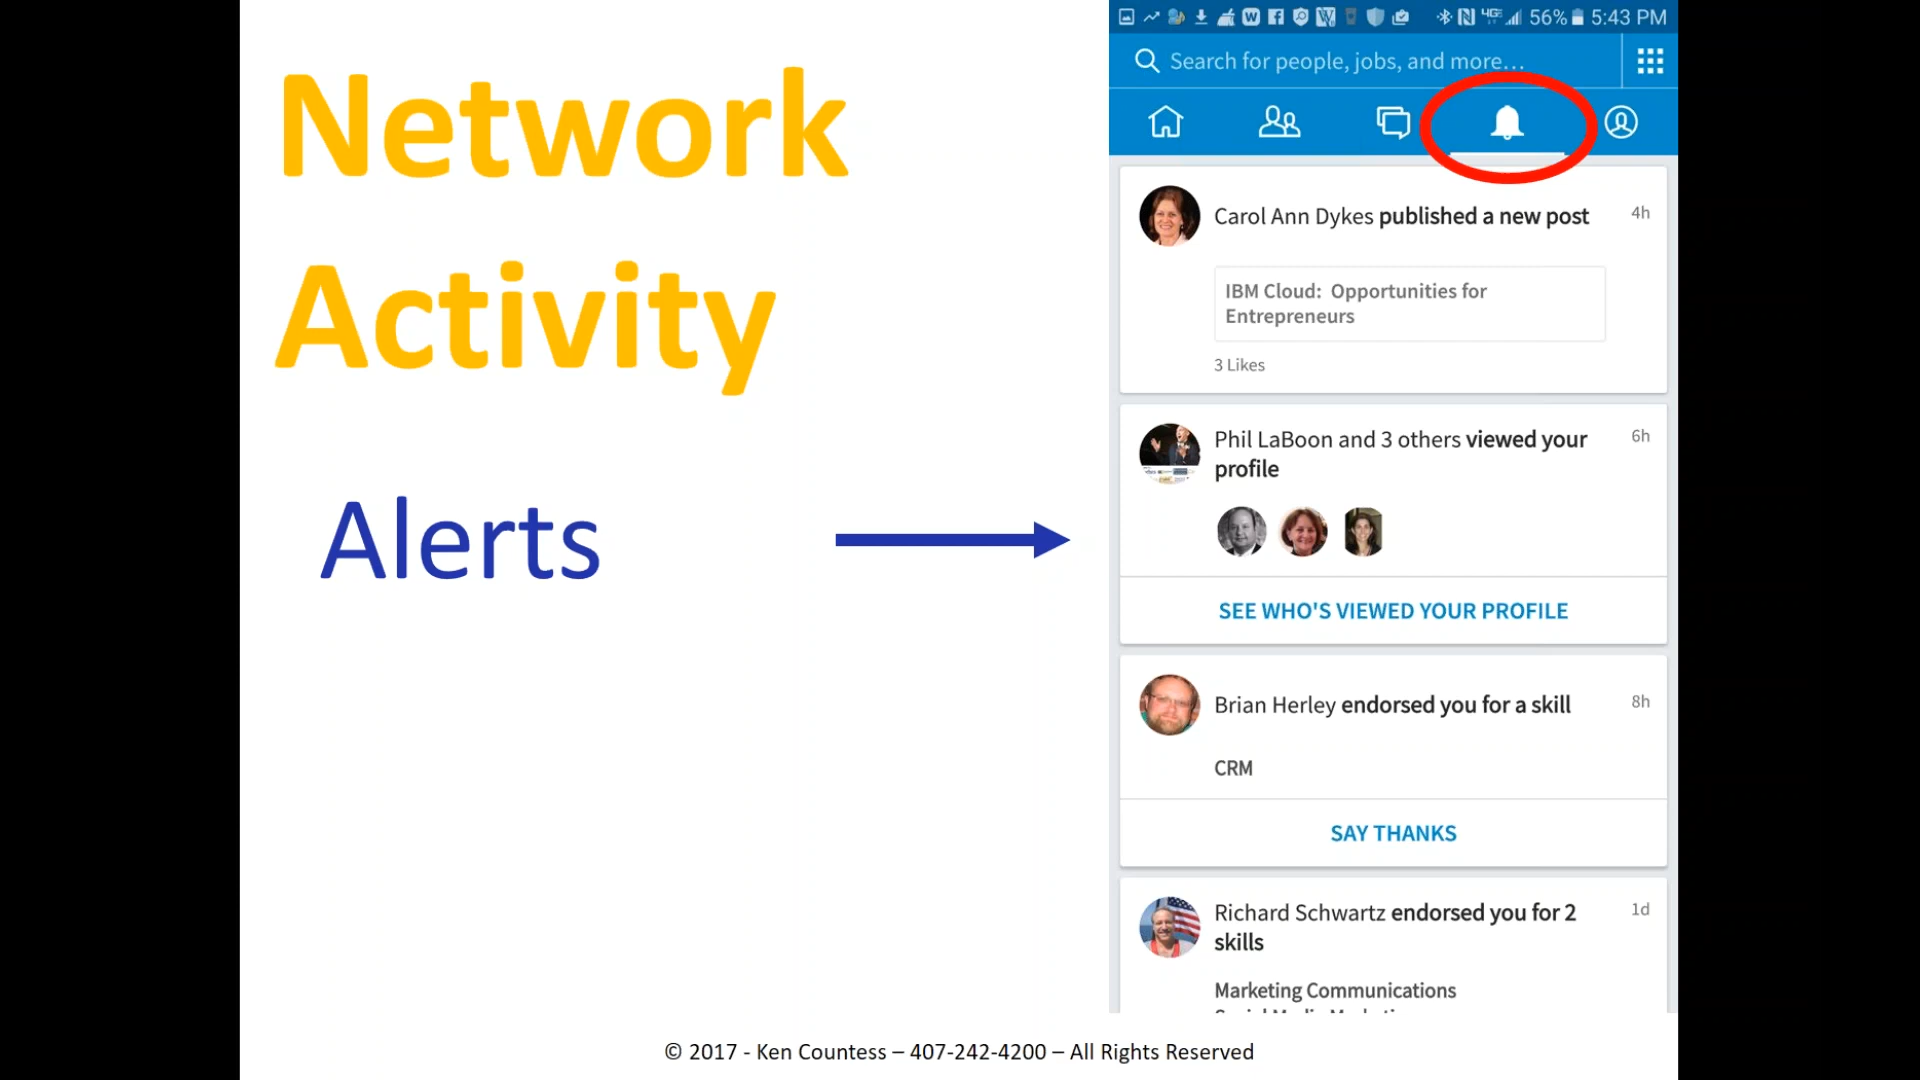 Network
Activity
Alerts
4GE 56% 5:43 PM
Search for people, jobs, and more...
Carol Ann Dykes published a new post 4h
IBM Cloud: Opportunities for
Entrepreneurs
3 Likes
Phil LaBoon and 3 others viewed your 6h
profile
SEE WHO'S VIEWED YOUR PROFILE
Brian Herley endorsed you for a skill 8h
CRM
SAY THANKS
Richard Schwartz endorsed you for 2 1d
skills
Marketing Communications
© 2017 - Ken Countess – 407-242-4200 – All Rights Reserved